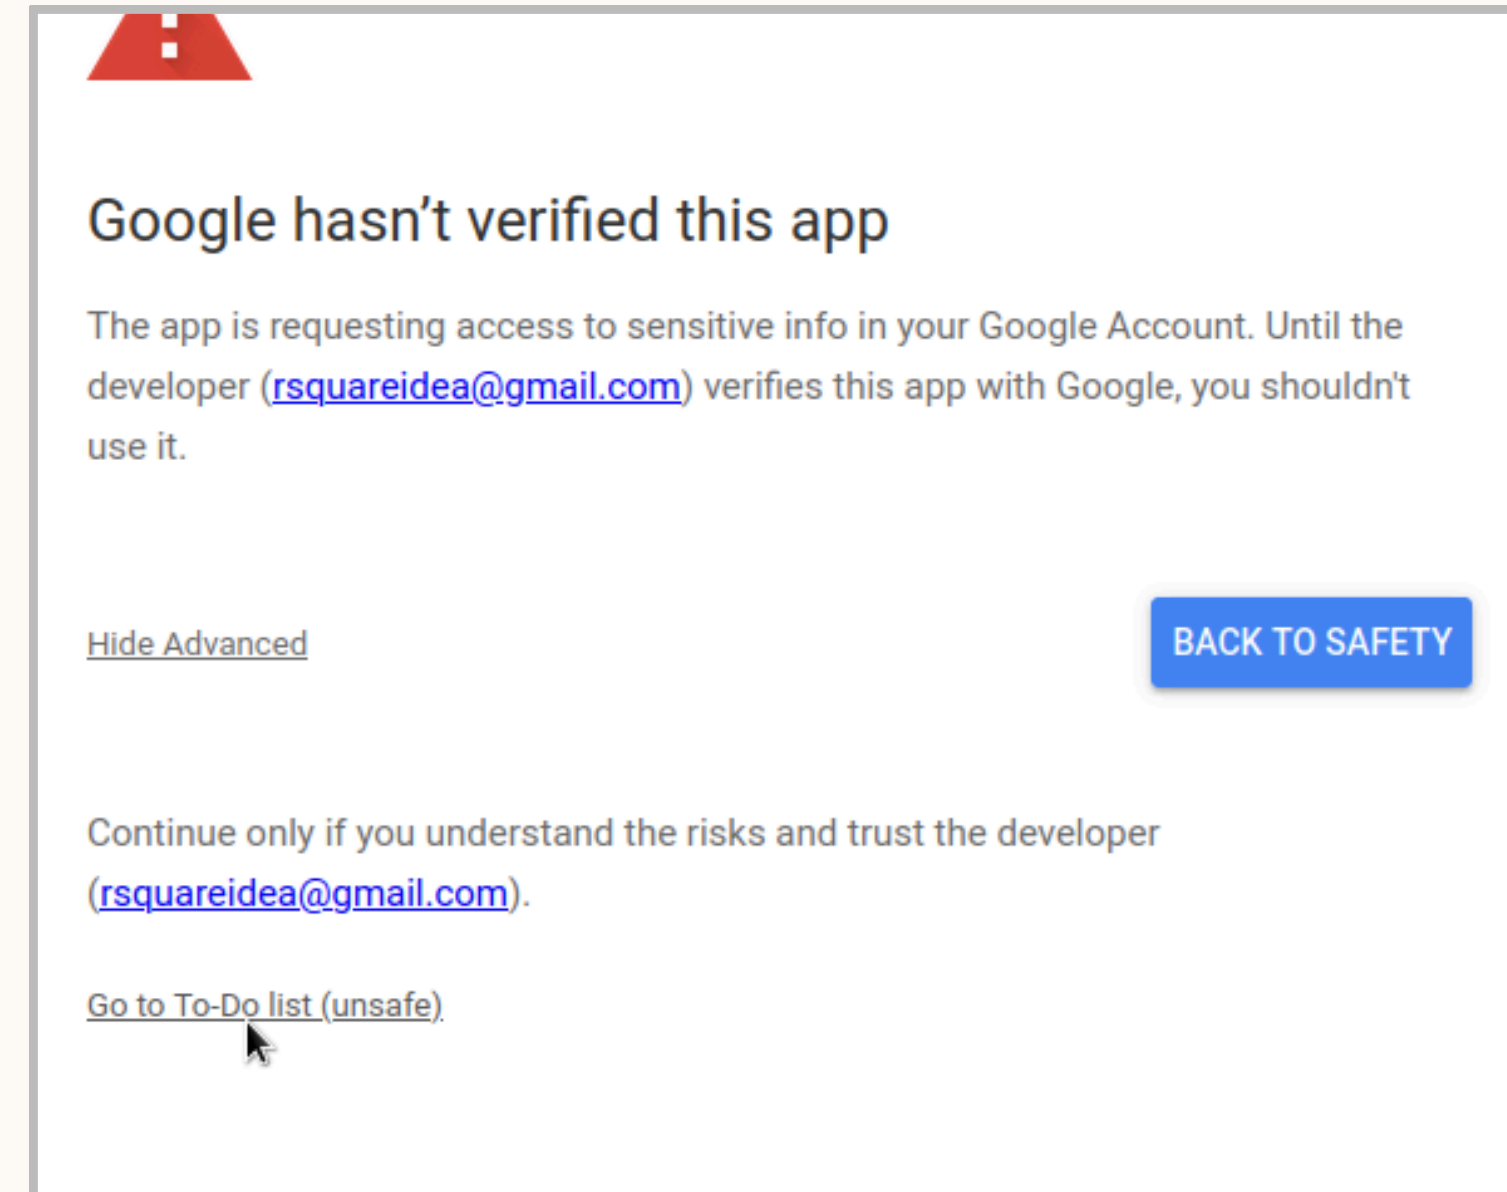 Google hasn’t verified this app
The app is requesting access to sensitive info in your Google Account. Until the
developer (rsquareidea@gmail.com) verifies this app with Google, you shouldn't
use it.
Hide Advanced
BACK TO SAFETY
Continue only if you understand the risks and trust the developer
(rsquareidea@gmail.com).
Go to To-Do list (unsafe)